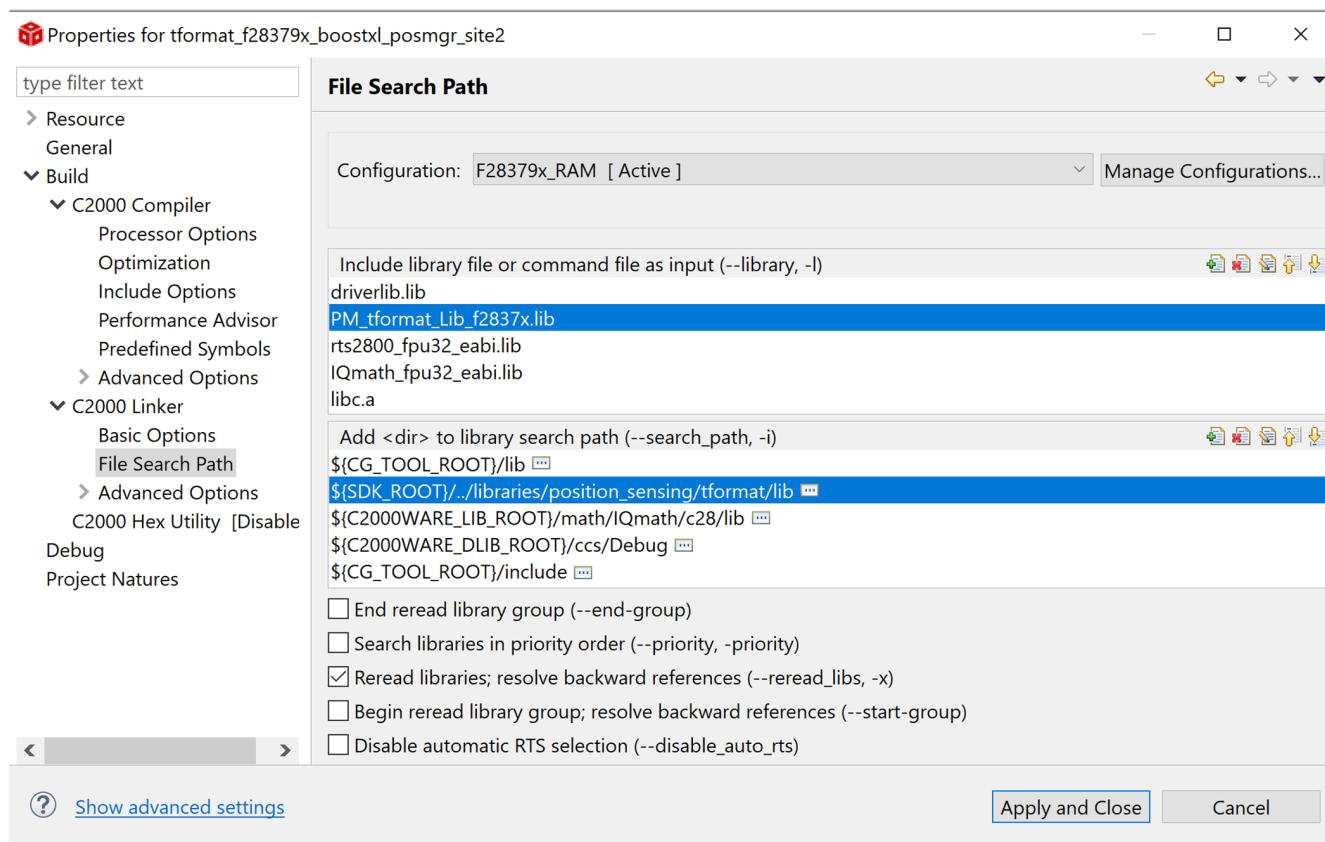 Properties for tformat_f28379x_boostxl_posmgr_site2
type filter text
Resource
General
Build
C2000 Compiler
Processor Options
Optimization
Include Options
Performance Advisor
Predefined Symbols
Advanced Options
C2000 Linker
Basic Options
File Search Path
Advanced Options
C2000 Hex Utility [Disable
Debug
Project Natures
File Search Path
Configuration: F28379x_RAM [ Active ] Manage Configurations...
Include library file or command file as input (--library, -l)
driverlib.lib
PM_tformat_Lib_f2837x.lib
rts2800_fpu32_eabi.lib
IQmath_fpu32_eabi.lib
libc.a
Add <dir> to library search path (--search_path, -i)
${CG_TOOL_ROOT}/lib
${SDK_ROOT}/../libraries/position_sensing/tformat/lib
${C2000WARE_LIB_ROOT}/math/IQmath/c28/lib
${C2000WARE_DLIB_ROOT}/ccs/Debug
${CG_TOOL_ROOT}/include
End reread library group (--end-group)
Search libraries in priority order (--priority, -priority)
Reread libraries; resolve backward references (--reread_libs, -x)
Begin reread library group; resolve backward references (--start-group)
Disable automatic RTS selection (--disable_auto_rts)
? Show advanced settings
Apply and Close Cancel